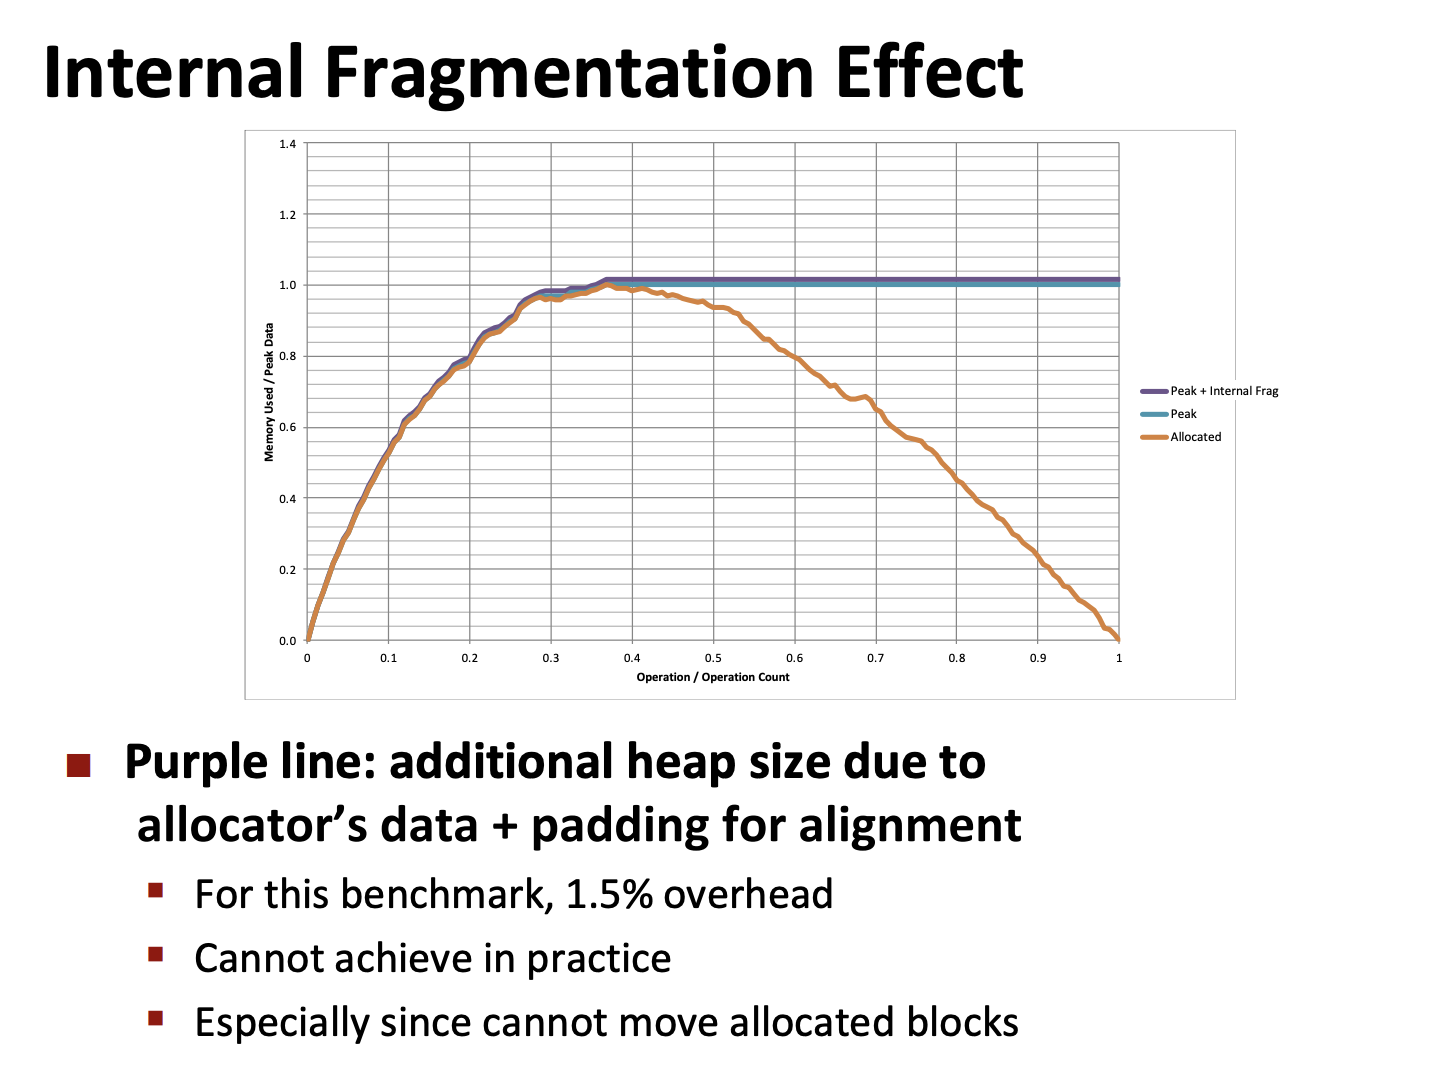 Internal Fragmentation Effect
1.4
1.2
1.0
0.8
0.6
0.4
0.2
0.0
Memory Used / Peak Data
0 0.1 0.2 0.3 0.4 0.5 0.6 0.7 0.8 0.9 1
Operation / Operation Count
Peak + Internal Frag
Peak
Allocated
Purple line: additional heap size due to
allocator’s data + padding for alignment
For this benchmark, 1.5% overhead
Cannot achieve in practice
Especially since cannot move allocated blocks